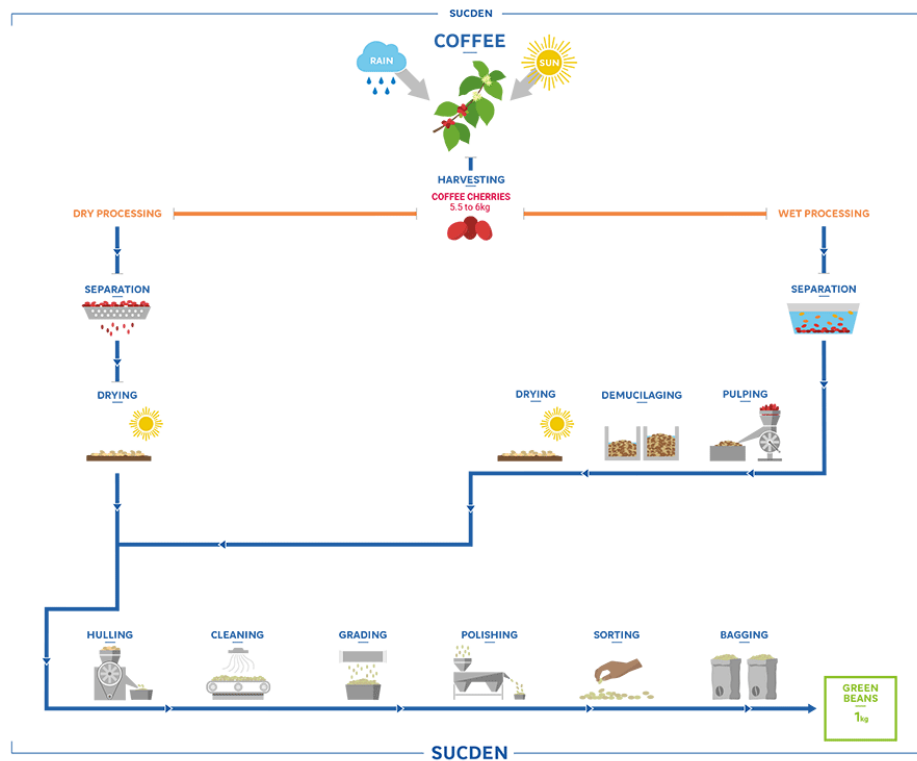 SUCDEN
COFFEE
RAIN
SUN
HARVESTING
COFFEE CHERRIES
5.5 to 6kg
DRY PROCESSING
WET PROCESSING
SEPARATION
SEPARATION
DRYING
DRYING
DEMUCILAGING
PULPING
HULLING
CLEANING
GRADING
POLISHING
SORTING
BAGGING
GREEN
BEANS
1kg
SUCDEN